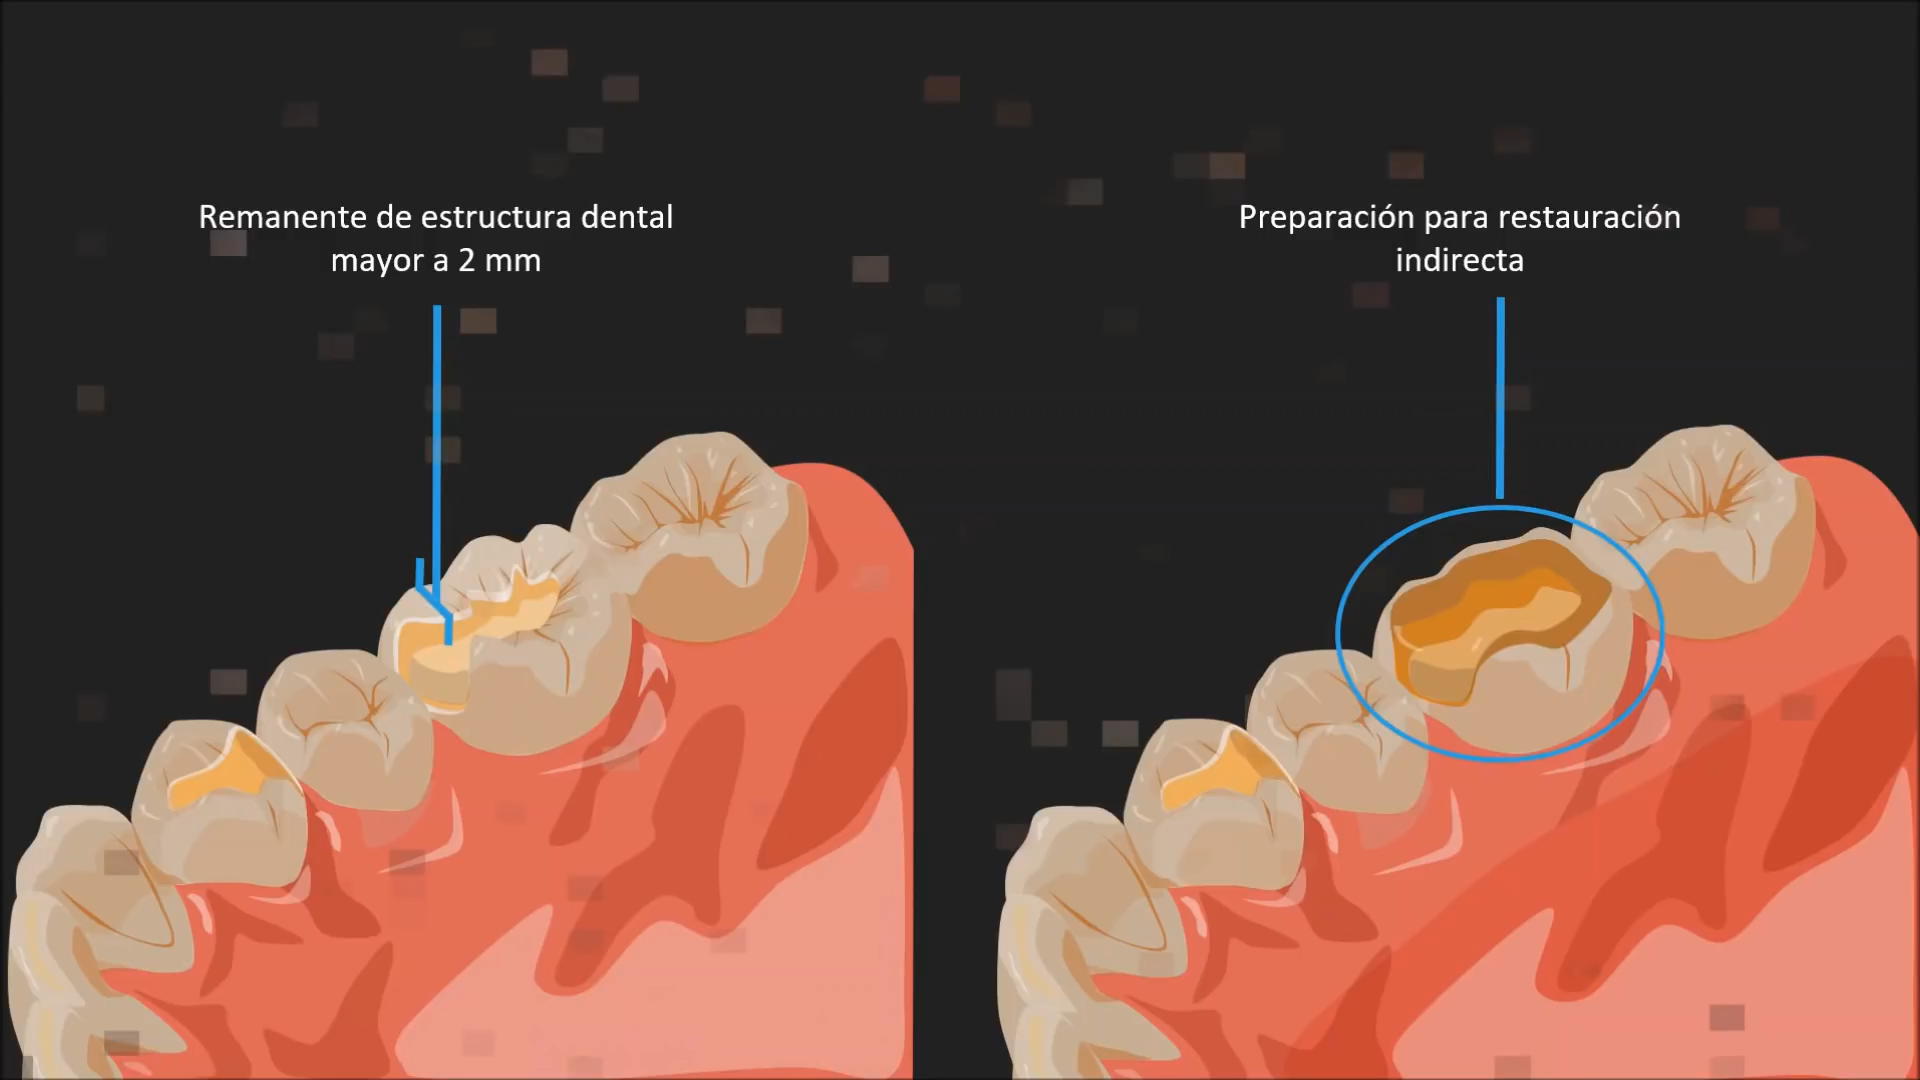 Remanente de estructura dental
mayor a 2 mm
Preparación para restauración
indirecta